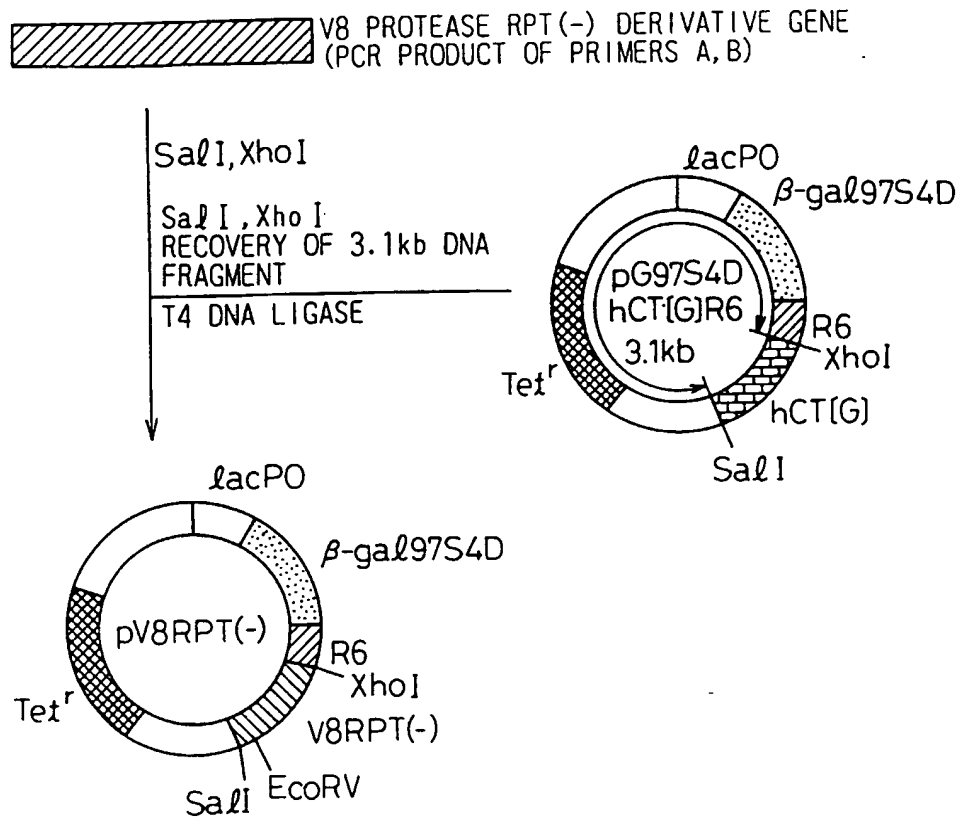 V8 PROTEASE RPT(-) DERIVATIVE GENE
(PCR PRODUCT OF PRIMERS A, B)
SalI, XhoI
SalI, XhoI
RECOVERY OF 3.1kb DNA
FRAGMENT
T4 DNA LIGASE
lacPO
β-gal97S4D
pG97S4D
hCT[G]R6
3.1kb
R6
XhoI
hCT[G]
SalI
Tetʳ
lacPO
β-gal97S4D
pV8RPT(-)
R6
XhoI
V8RPT(-)
EcoRV
SalI
Tetʳ